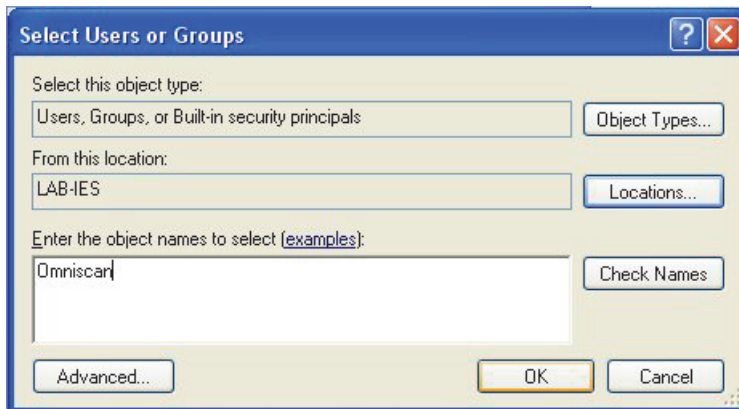 Select Users or Groups
Select this object type:
Users, Groups, or Built-in security principals
Object Types...
From this location:
LAB-IES
Locations...
Enter the object names to select (examples):
Omniscan
Check Names
Advanced...
OK
Cancel